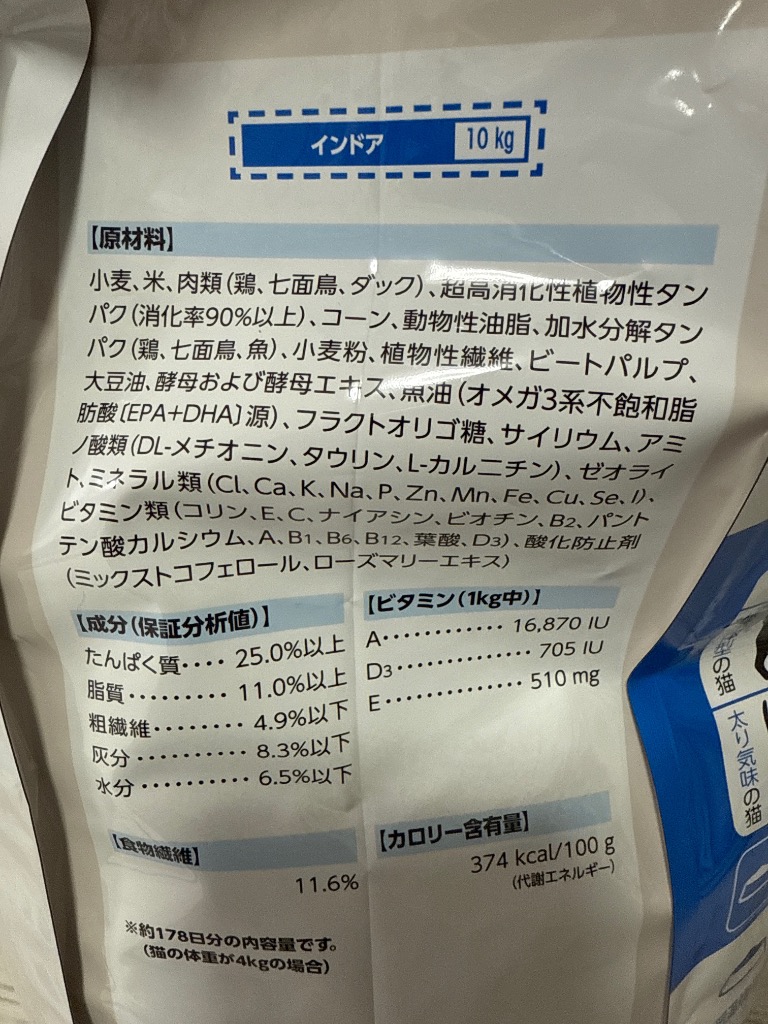 インドア 10 kg
【原材料】
小麦、米、肉類(鶏、七面鳥、ダック)、超高消化性植物性タン
パク(消化率90%以上)、コーン、動物性油脂、加水分解タン
パク(鶏、七面鳥、魚)、小麦粉、植物性繊維、ビートパルプ、
大豆油、酵母および酵母エキス、魚油(オメガ3系不飽和脂
肪酸〔EPA+DHA〕源)、フラクトオリゴ糖、サイリウム、アミ
ノ酸類(DL-メチオニン、タウリン、L-カルニチン)、ゼオライ
ト、ミネラル類(Cl、Ca、K、Na、P、Zn、Mn、Fe、Cu、Se、I)、
ビタミン類(コリン、E、C、ナイアシン、ビオチン、B2、パント
テン酸カルシウム、A、B1、B6、B12、葉酸、D3)、酸化防止剤
(ミックストコフェロール、ローズマリーエキス)
【成分(保証分析値)】
たんぱく質···· 25.0%以上
脂質········· 11.0%以上
粗繊維········ 4.9%以下
灰分·········· 8.3%以下
水分·········· 6.5%以下
【ビタミン(1kg中)】
A············ 16,870 IU
D3············· 705 IU
E············· 510 mg
【食物繊維】
11.6%
【カロリー含有量】
374 kcal/100 g
(代謝エネルギー)
※約178日分の内容量です。
(猫の体重が4kgの場合)
型の猫
太り気味の猫